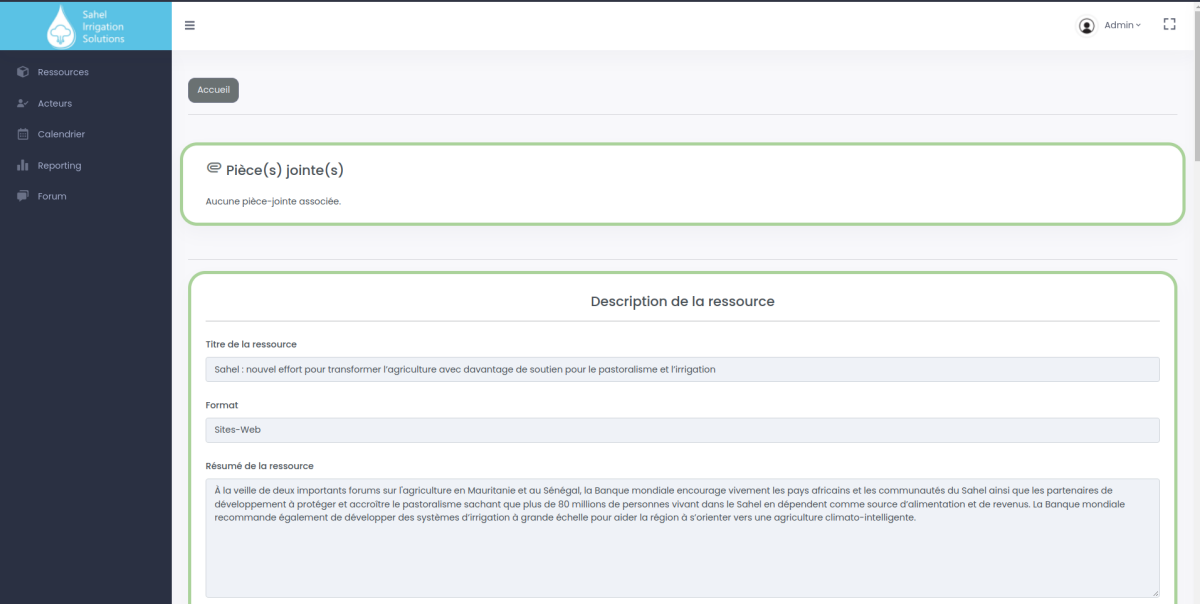 Sahel
Irrigation
Solutions
Admin
Ressources
Acteurs
Calendrier
Reporting
Forum
Accueil
Pièce(s) jointe(s)
Aucune pièce-jointe associée.
Description de la ressource
Titre de la ressource
Sahel : nouvel effort pour transformer l'agriculture avec davantage de soutien pour le pastoralisme et l'irrigation
Format
Sites-Web
Résumé de la ressource
À la veille de deux importants forums sur l'agriculture en Mauritanie et au Sénégal, la Banque mondiale encourage vivement les pays africains et les communautés du Sahel ainsi que les partenaires de
développement à protéger et accroître le pastoralisme sachant que plus de 80 millions de personnes vivant dans le Sahel en dépendent comme source d'alimentation et de revenus. La Banque mondiale
recommande également de développer des systèmes d'irrigation à grande échelle pour aider la région à s'orienter vers une agriculture climato-intelligente.